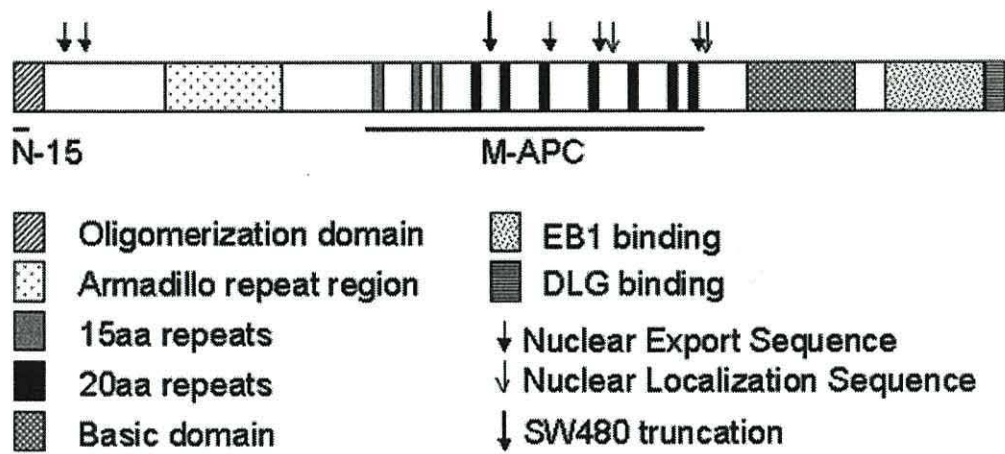 N-15
M-APC
Oligomerization domain
Armadillo repeat region
15aa repeats
20aa repeats
Basic domain
EB1 binding
DLG binding
Nuclear Export Sequence
Nuclear Localization Sequence
SW480 truncation